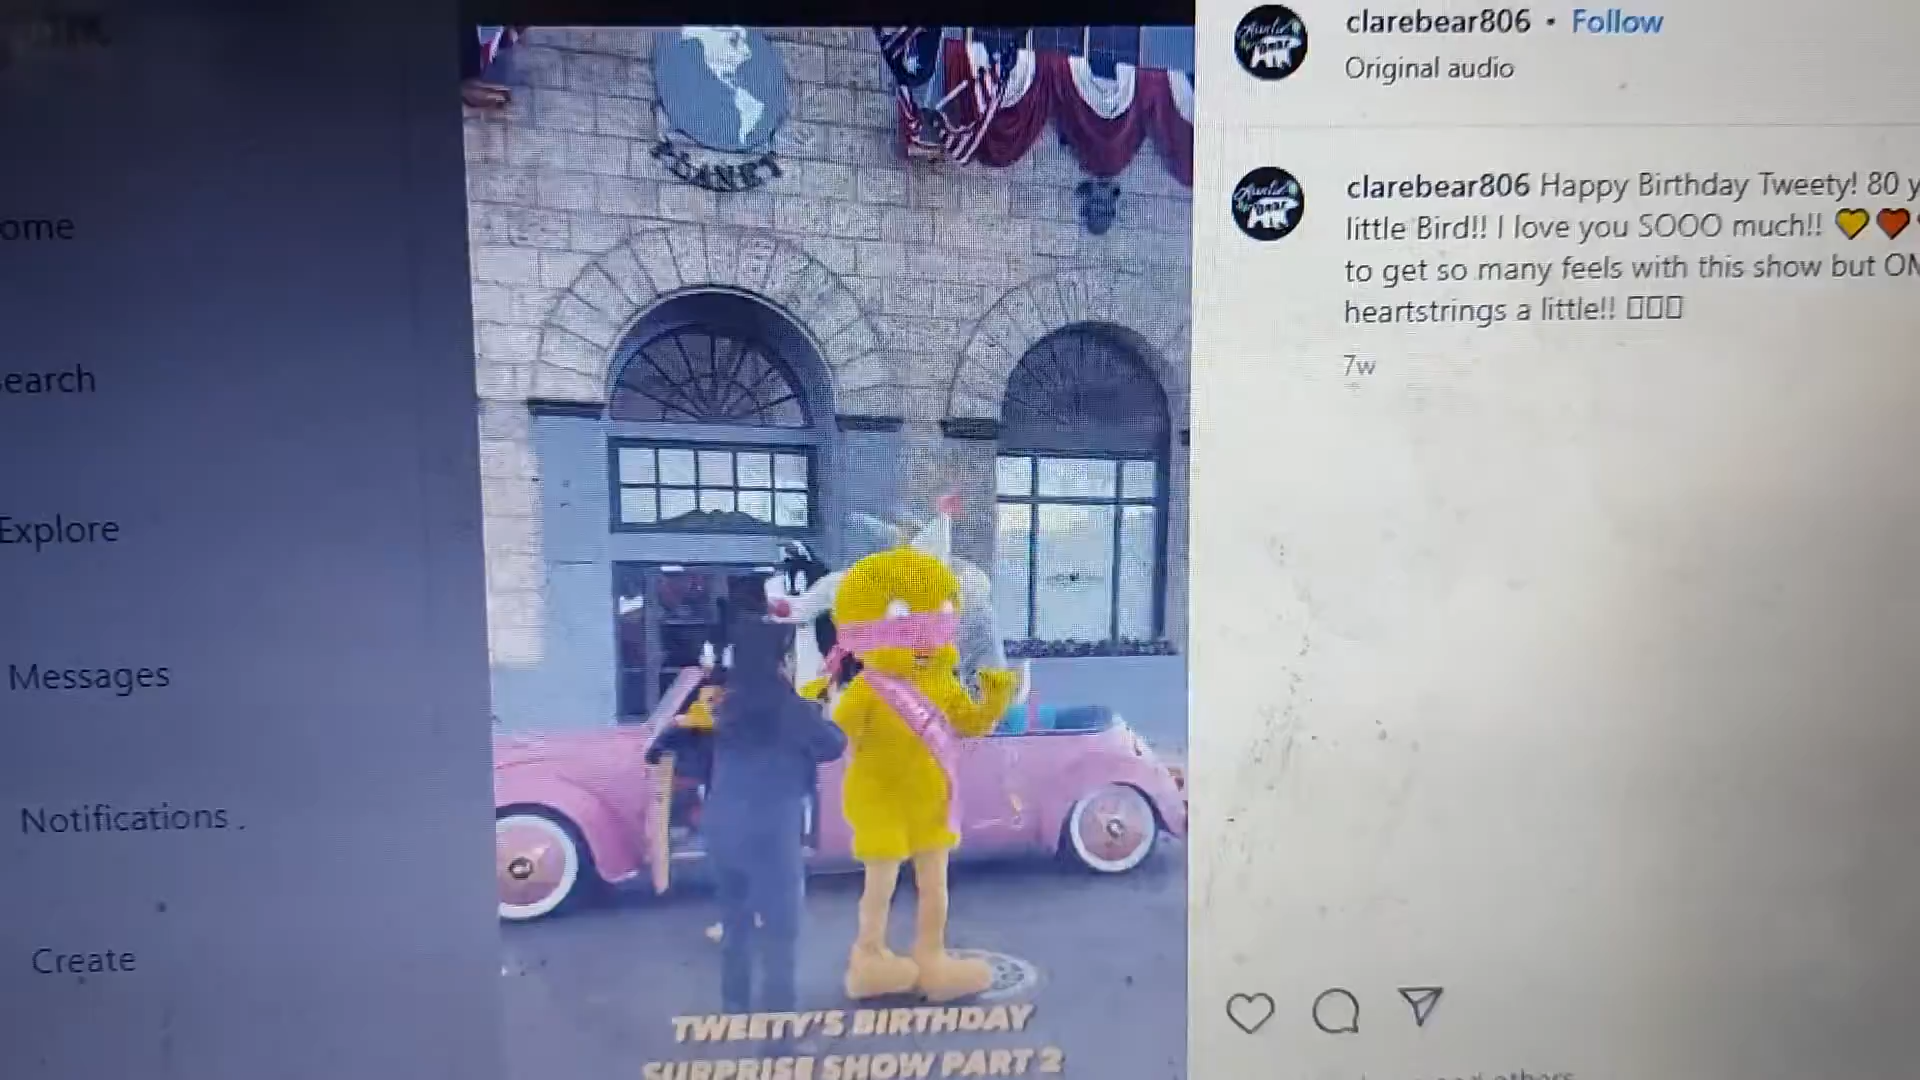 ome
earch
Explore
Messages
Notifications
Create
PLANET
TWEETY'S BIRTHDAY
SURPRISE SHOW PART 2
clarebear806 • Follow
Original audio
clarebear806 Happy Birthday Tweety! 80 y
little Bird!! I love you SOOO much!! 💛🧡
to get so many feels with this show but OM
heartstrings a little!! 
7w
others